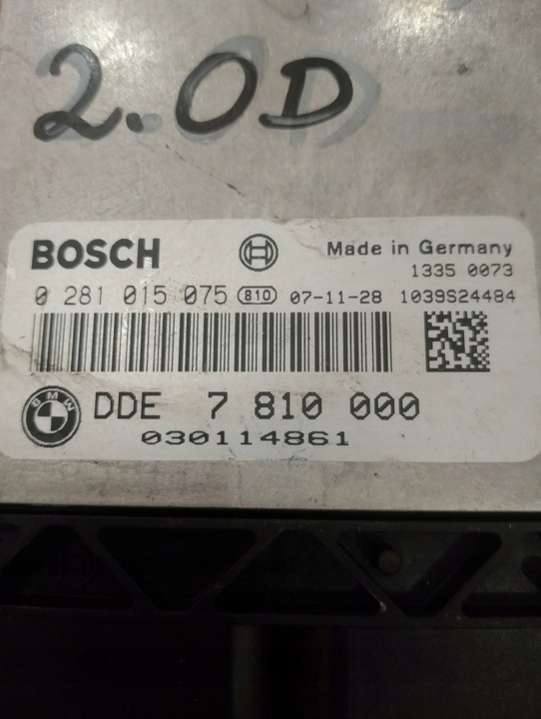 2.0D
BOSCH
Made in Germany
1335 0073
0 281 015 075 810 07-11-28 1039S24484
BMW DDE 7 810 000
030114861